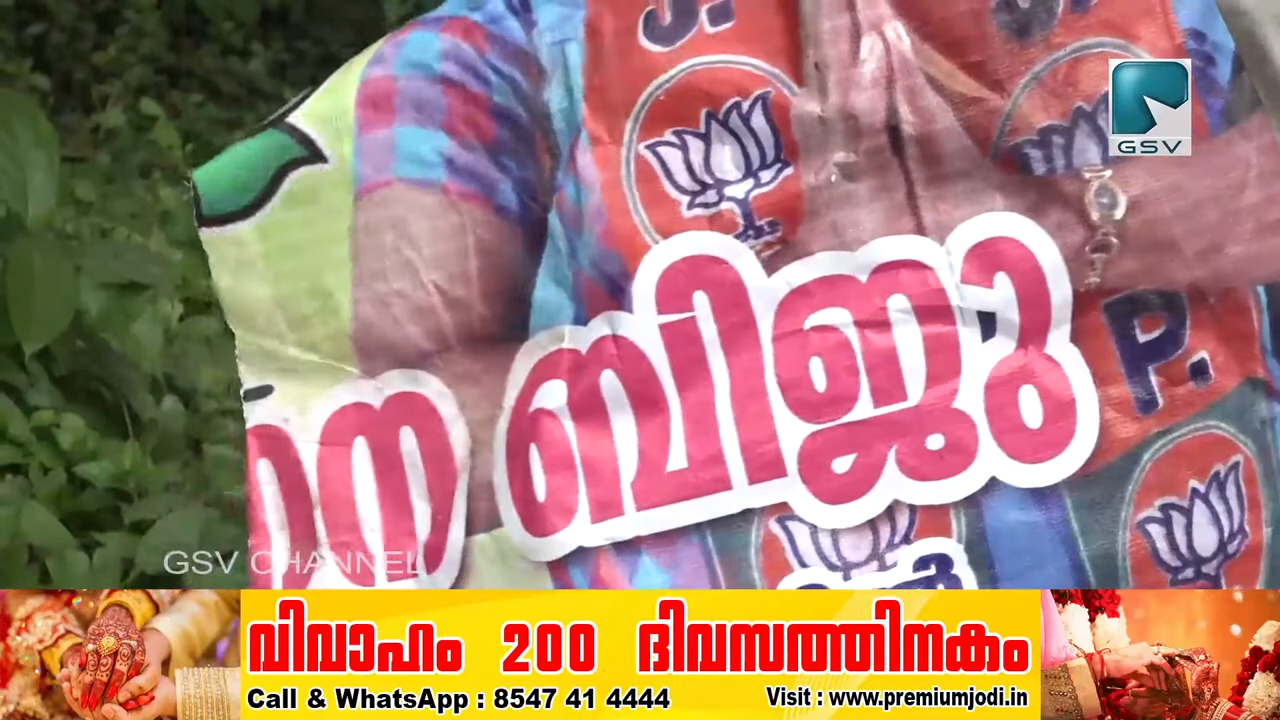 J.
GSV
P.
ന ബിജു
GSV CHANNEL
വിവാഹം 200 ദിവസത്തിനകം
Call & WhatsApp : 8547 41 4444
Visit : www.premiumjodi.in